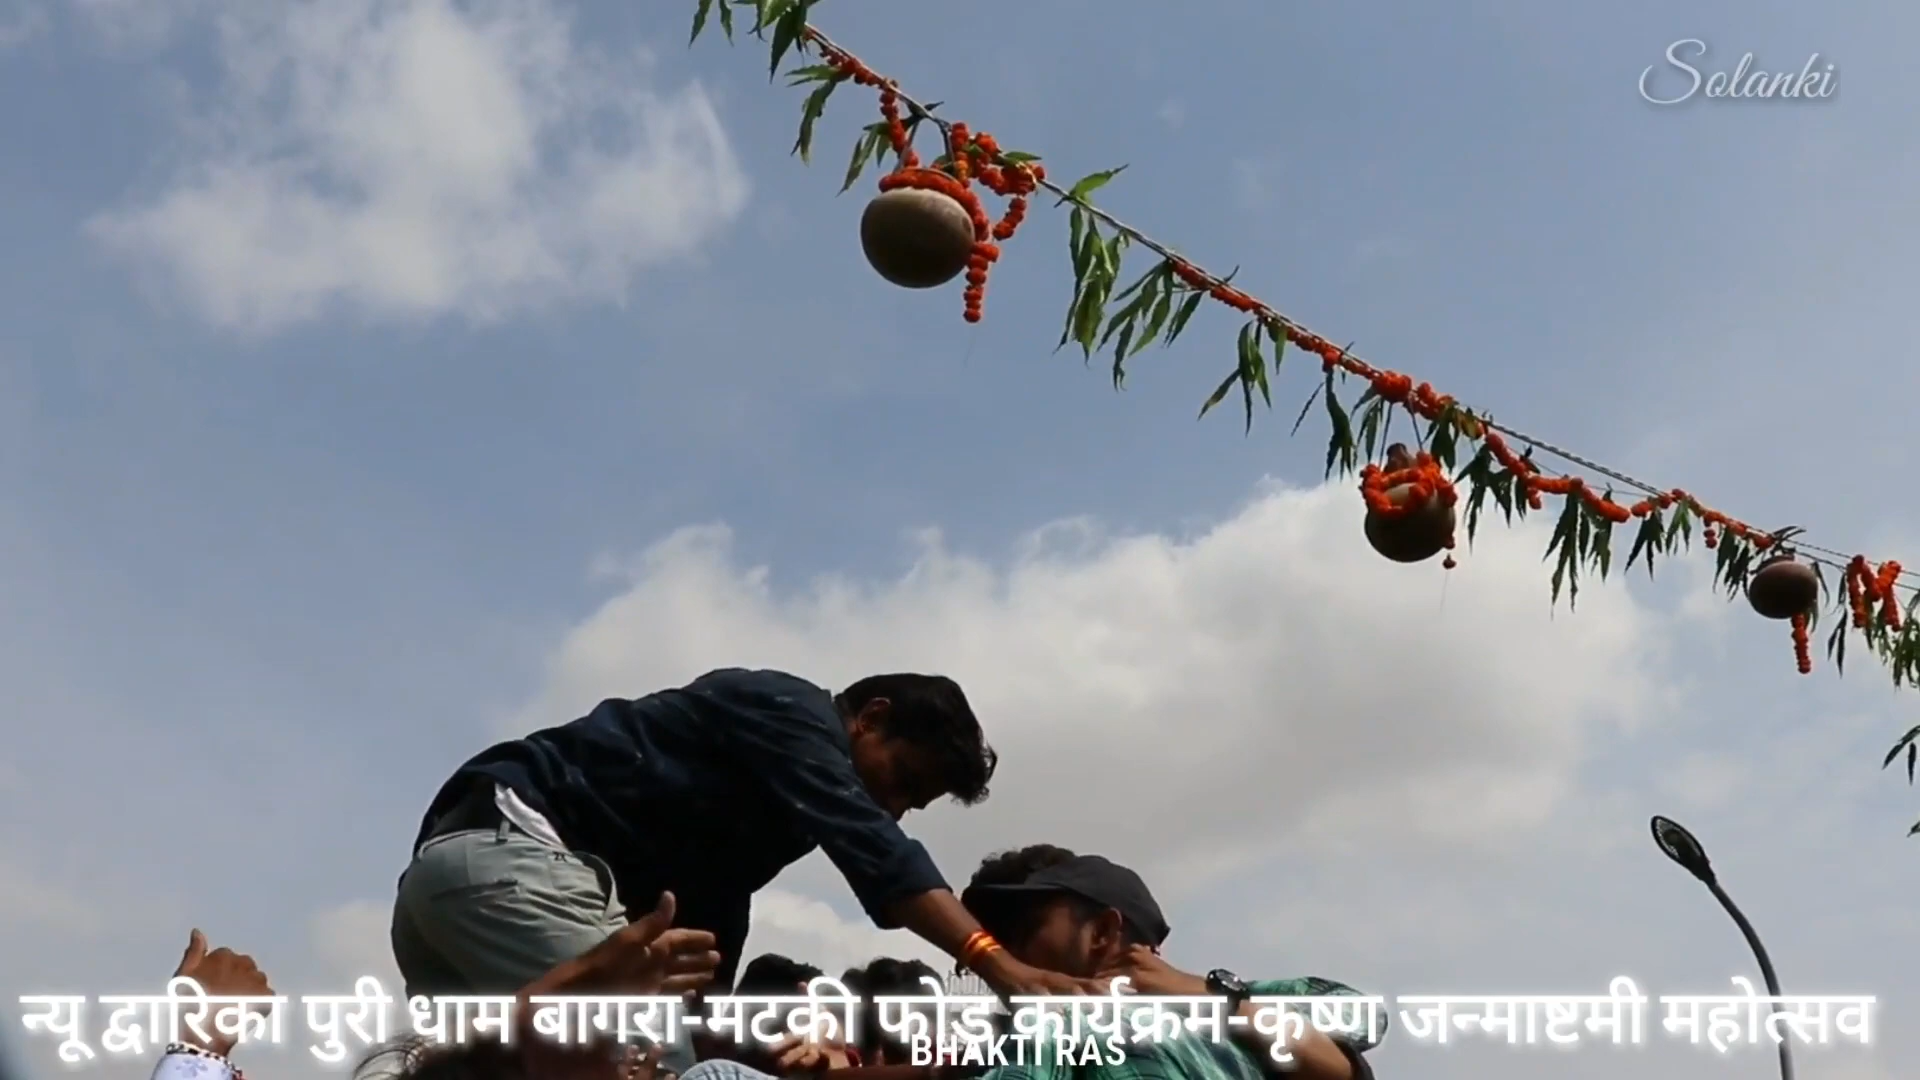 Solanki
न्यू द्वारिका पुरी धाम बागरा-मटकी फोड़ कार्यक्रम-कृष्ण जन्माष्टमी महोत्सव
BHAKTI RAS